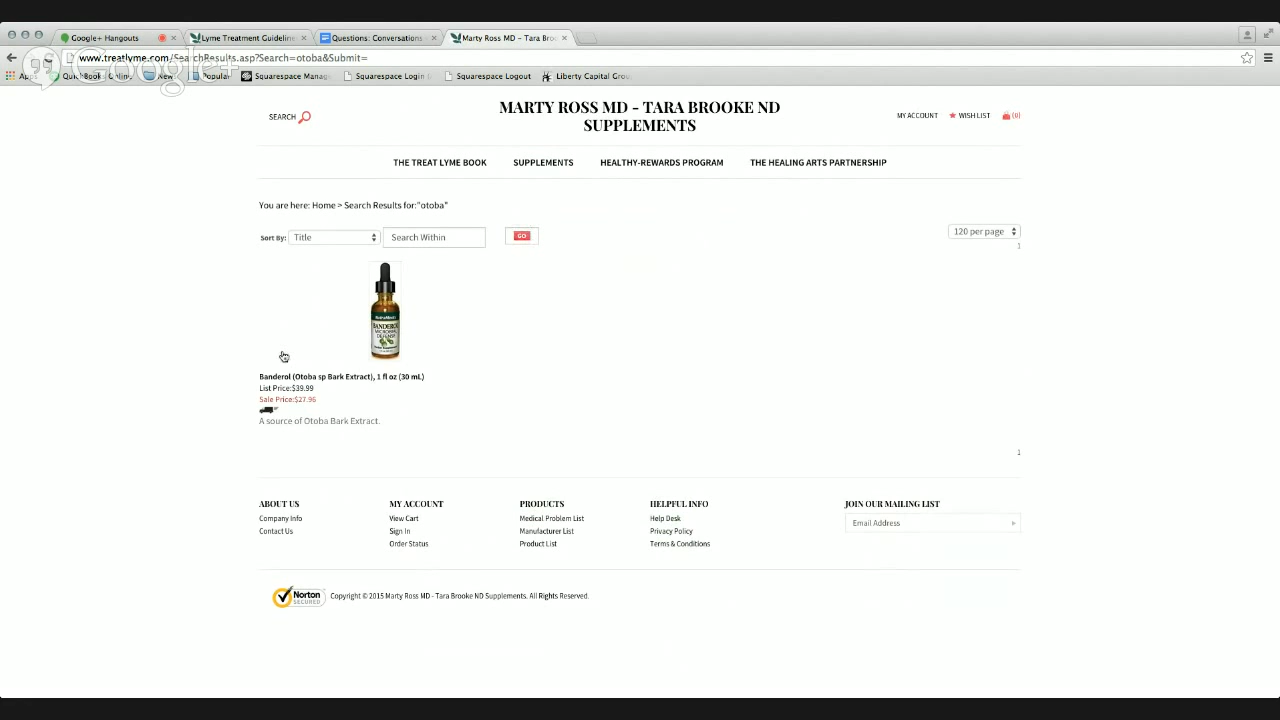 Google+ Hangouts
Lyme Treatment Guideline
Questions: Conversations
Marty Ross MD - Tara Broo
www.treatlyme.com/SearchResults.asp?Search=otoba&Submit=
Google+
Apps
QuickBook Online
New
Popular
Squarespace Manag
Squarespace Login
Squarespace Logout
Liberty Capital Grou
SEARCH
MARTY ROSS MD - TARA BROOKE ND
SUPPLEMENTS
MY ACCOUNT
WISH LIST
(0)
THE TREAT LYME BOOK
SUPPLEMENTS
HEALTHY-REWARDS PROGRAM
THE HEALING ARTS PARTNERSHIP
You are here: Home > Search Results for:"otoba"
Sort By:
Title
Search Within
GO
120 per page
1
BANDEROL
MICROBIAL
DEFENSE
Banderol (Otoba sp Bark Extract), 1 fl oz (30 mL)
List Price:$39.99
Sale Price:$27.96
A source of Otoba Bark Extract.
1
ABOUT US
Company Info
Contact Us
MY ACCOUNT
View Cart
Sign In
Order Status
PRODUCTS
Medical Problem List
Manufacturer List
Product List
HELPFUL INFO
Help Desk
Privacy Policy
Terms & Conditions
JOIN OUR MAILING LIST
Email Address
Norton
SECURED
Copyright © 2015 Marty Ross MD - Tara Brooke ND Supplements. All Rights Reserved.